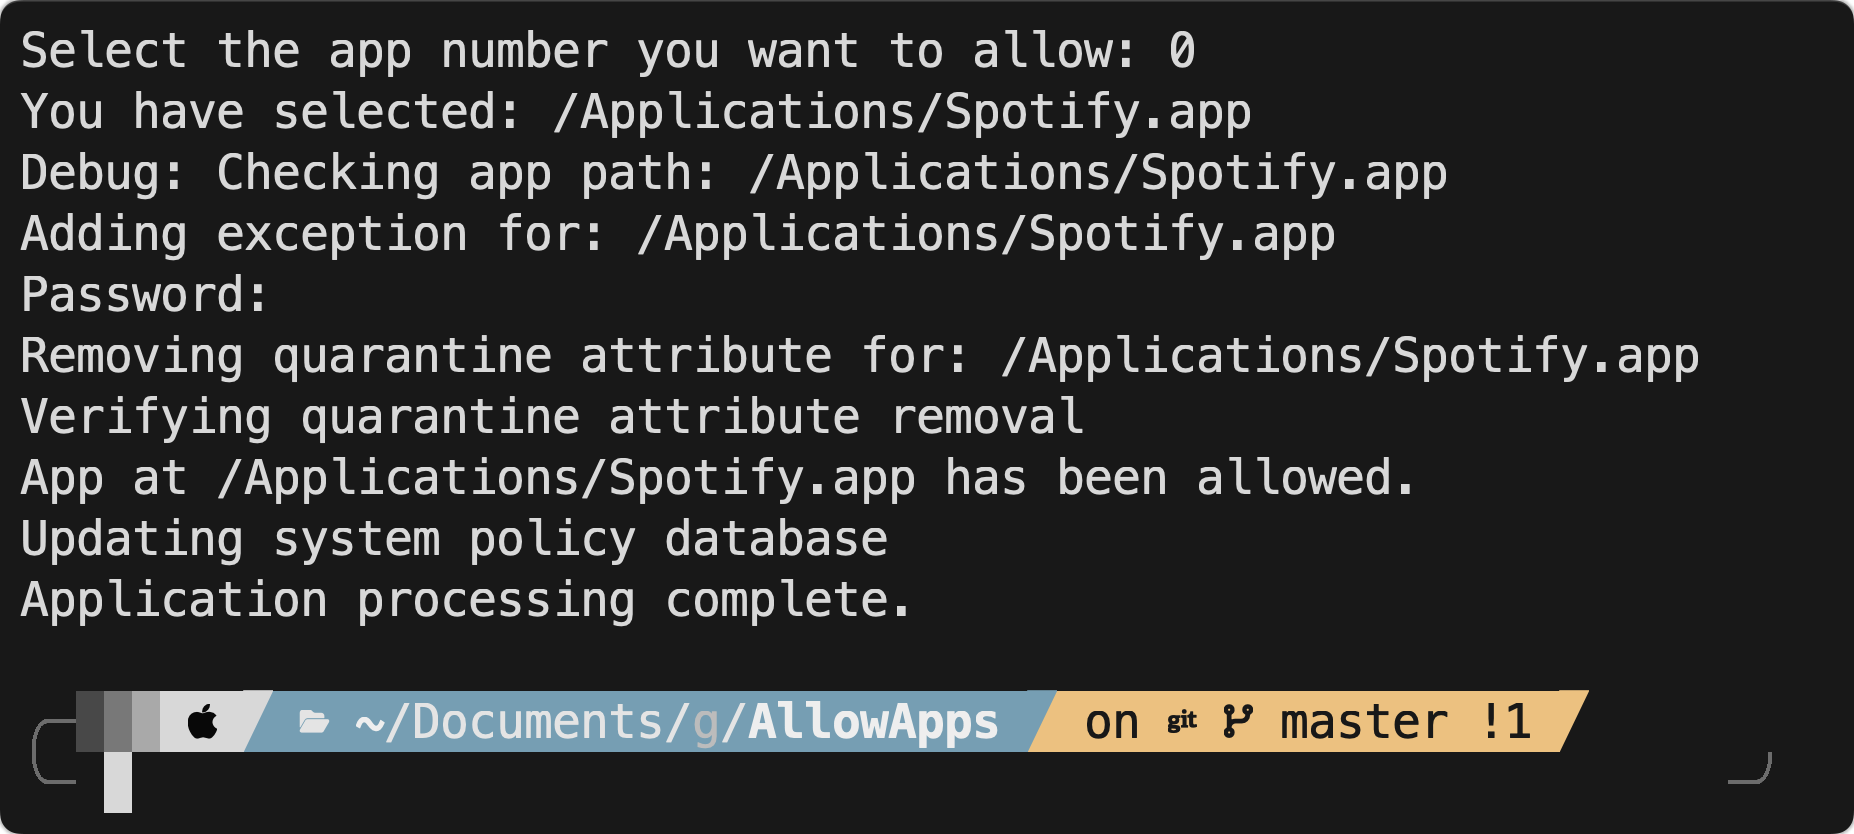 Select the app number you want to allow: 0
You have selected: /Applications/Spotify.app
Debug: Checking app path: /Applications/Spotify.app
Adding exception for: /Applications/Spotify.app
Password:
Removing quarantine attribute for: /Applications/Spotify.app
Verifying quarantine attribute removal
App at /Applications/Spotify.app has been allowed.
Updating system policy database
Application processing complete.
~/Documents/g/AllowApps on git master !1